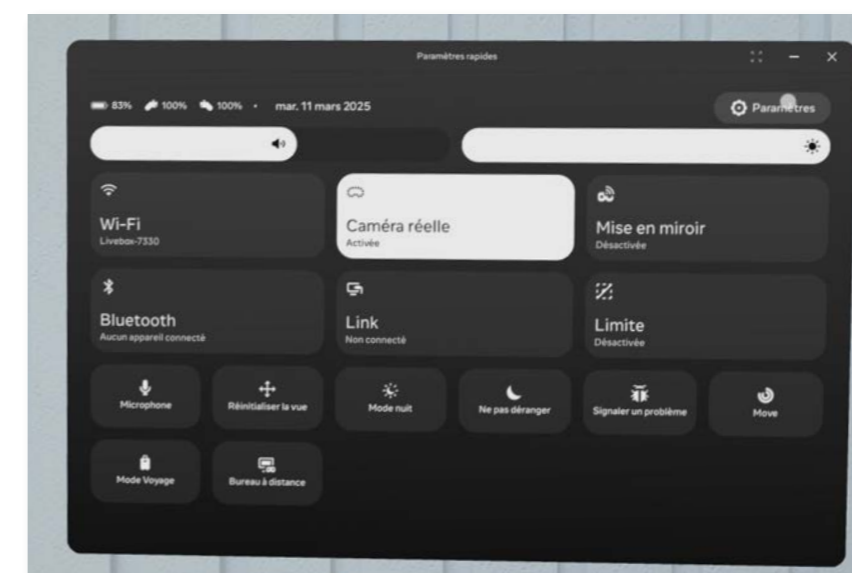 Paramètres rapides
83% 100% 100% · mar. 11 mars 2025
Paramètres
Wi-Fi
Livebox-7330
Caméra réelle
Activée
Mise en miroir
Désactivée
Bluetooth
Aucun appareil connecté
Link
Non connecté
Limite
Désactivée
Microphone
Réinitialiser la vue
Mode nuit
Ne pas déranger
Signaler un problème
Move
Mode Voyage
Bureau à distance